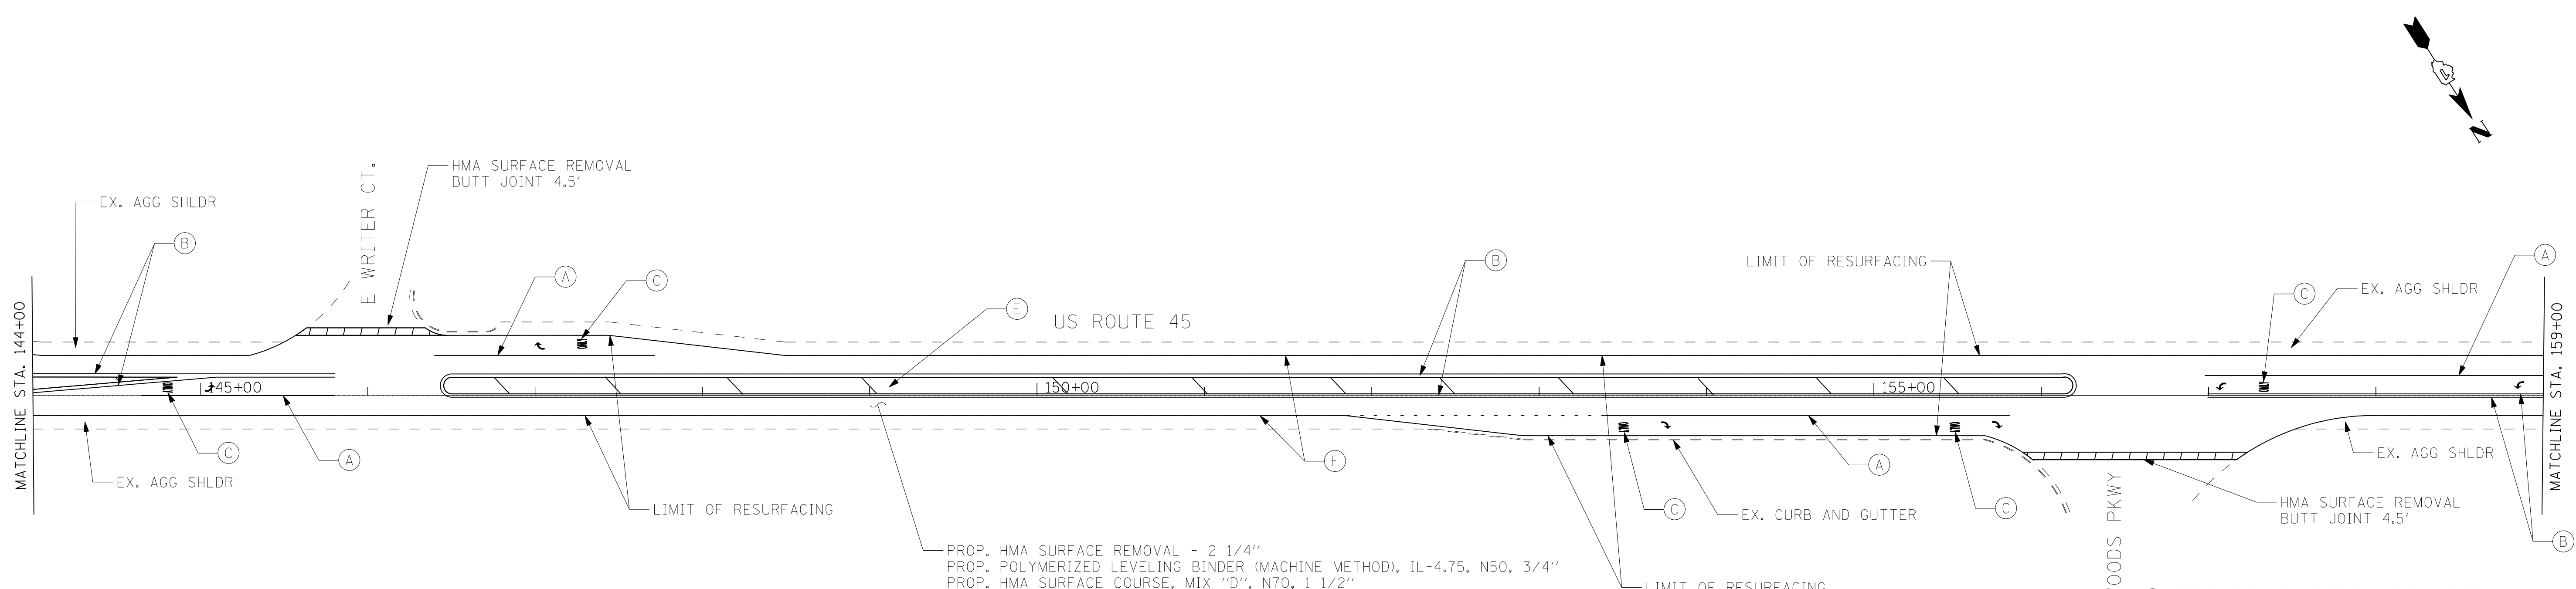 N
HMA SURFACE REMOVAL
BUTT JOINT 4.5'
E WRITER CT.
EX. AGG SHLDR
B
A
C
B
LIMIT OF RESURFACING
A
C
EX. AGG SHLDR
E
US ROUTE 45
MATCHLINE STA. 144+00
MATCHLINE STA. 159+00
145+00
150+00
155+00
C
A
EX. AGG SHLDR
F
A
EX. AGG SHLDR
LIMIT OF RESURFACING
C
EX. CURB AND GUTTER
C
HMA SURFACE REMOVAL
BUTT JOINT 4.5'
B
OODS PKWY
PROP. HMA SURFACE REMOVAL - 2 1/4"
PROP. POLYMERIZED LEVELING BINDER (MACHINE METHOD), IL-4.75, N50, 3/4"
PROP. HMA SURFACE COURSE, MIX "D", N70, 1 1/2"
LIMIT OF RESURFACING